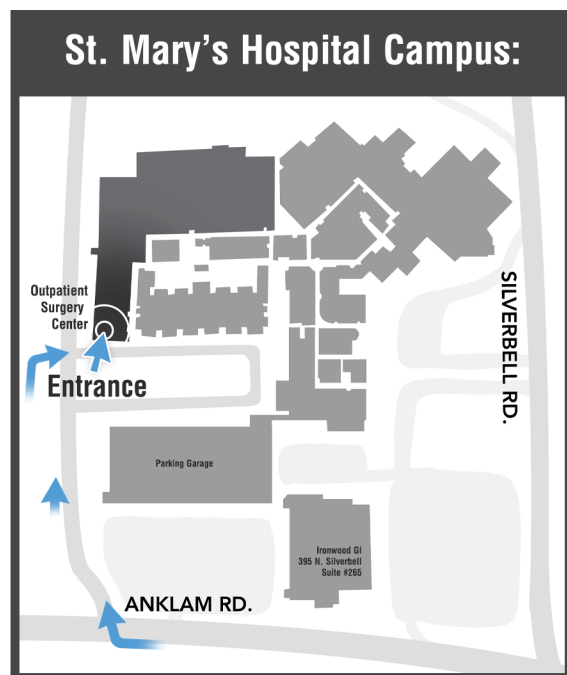 St. Mary's Hospital Campus:
Outpatient
Surgery
Center
Entrance
SILVERBELL RD.
Parking Garage
Ironwood GI
395 N. Silverbell
Suite #265
ANKLAM RD.